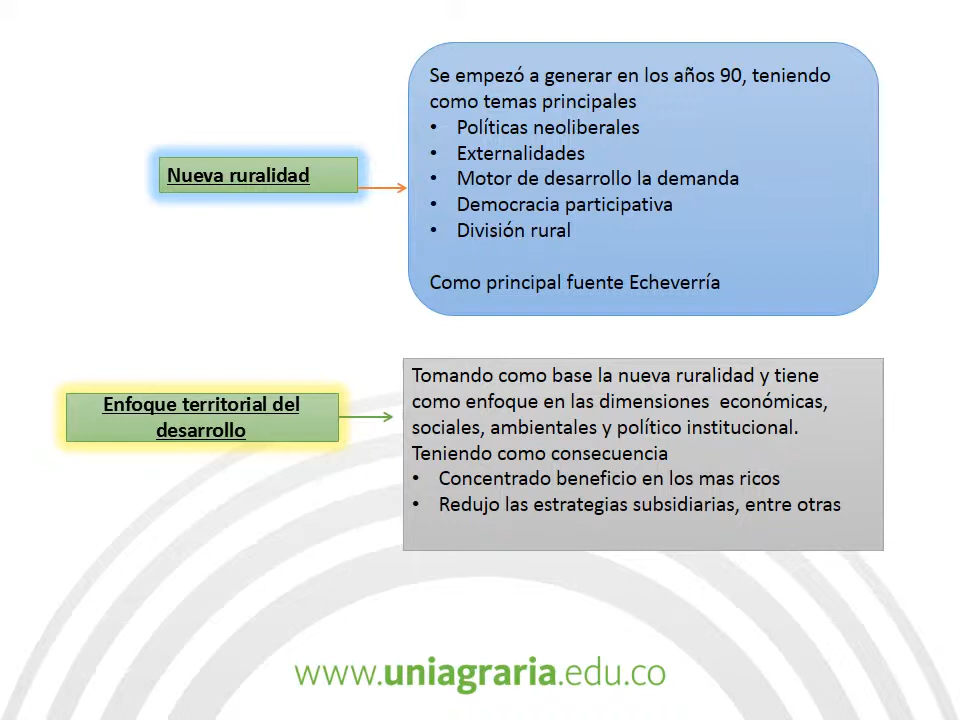 Nueva ruralidad
Se empezó a generar en los años 90, teniendo
como temas principales
• Políticas neoliberales
• Externalidades
• Motor de desarrollo la demanda
• Democracia participativa
• División rural
Como principal fuente Echeverría
Enfoque territorial del
desarrollo
Tomando como base la nueva ruralidad y tiene
como enfoque en las dimensiones económicas,
sociales, ambientales y político institucional.
Teniendo como consecuencia
• Concentrado beneficio en los mas ricos
• Redujo las estrategias subsidiarias, entre otras
www.uniagraria.edu.co